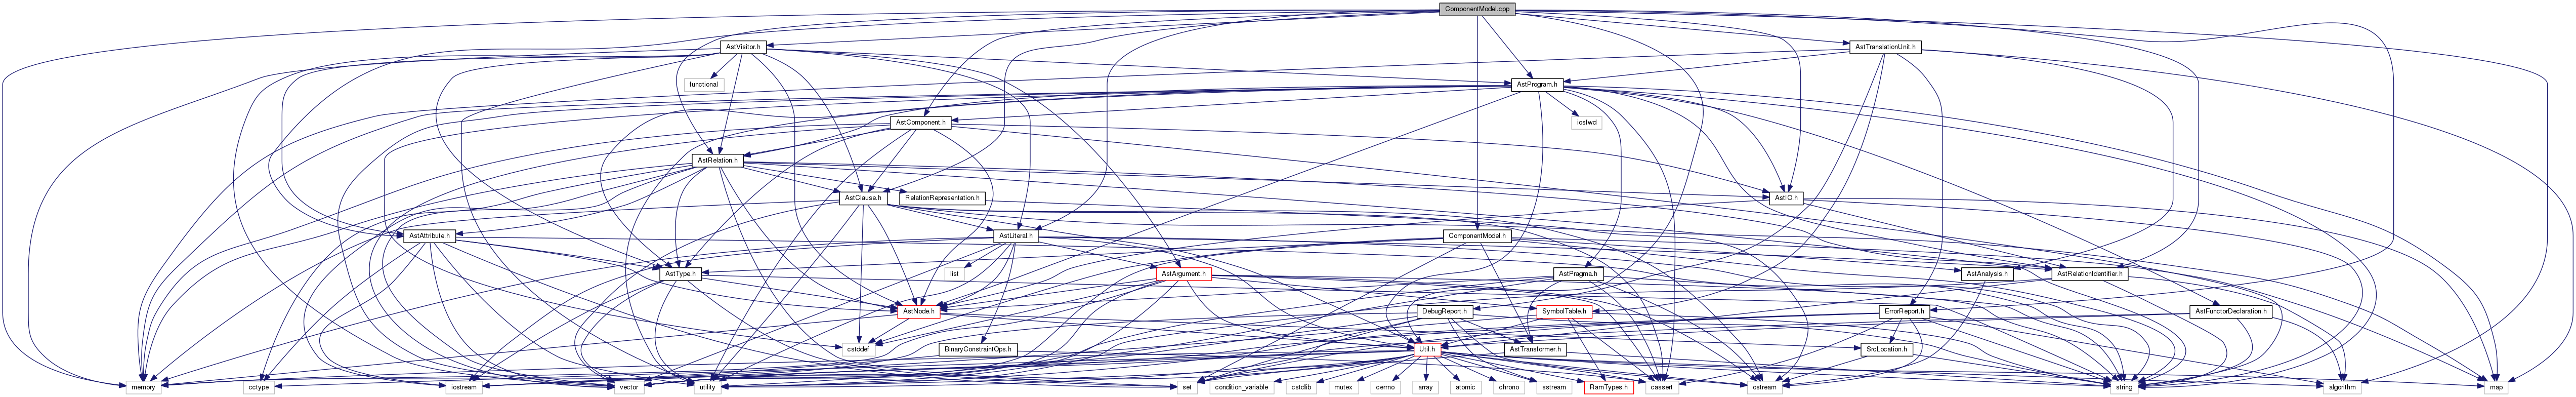 ComponentModel.cpp
AstVisitor.h
AstTranslationUnit.h
functional
AstProgram.h
AstComponent.h
iosfwd
AstRelation.h
AstClause.h
RelationRepresentation.h
AstIO.h
AstAttribute.h
AstLiteral.h
ComponentModel.h
AstType.h
list
AstArgument.h
AstPragma.h
AstAnalysis.h
AstRelationIdentifier.h
AstNode.h
DebugReport.h
SymbolTable.h
ErrorReport.h
AstFunctorDeclaration.h
cstddef
BinaryConstraintOps.h
Util.h
AstTransformer.h
SrcLocation.h
memory
cctype
iostream
vector
utility
set
condition_variable
cstdlib
mutex
cerrno
array
atomic
chrono
sstream
RamTypes.h
cassert
ostream
string
algorithm
map